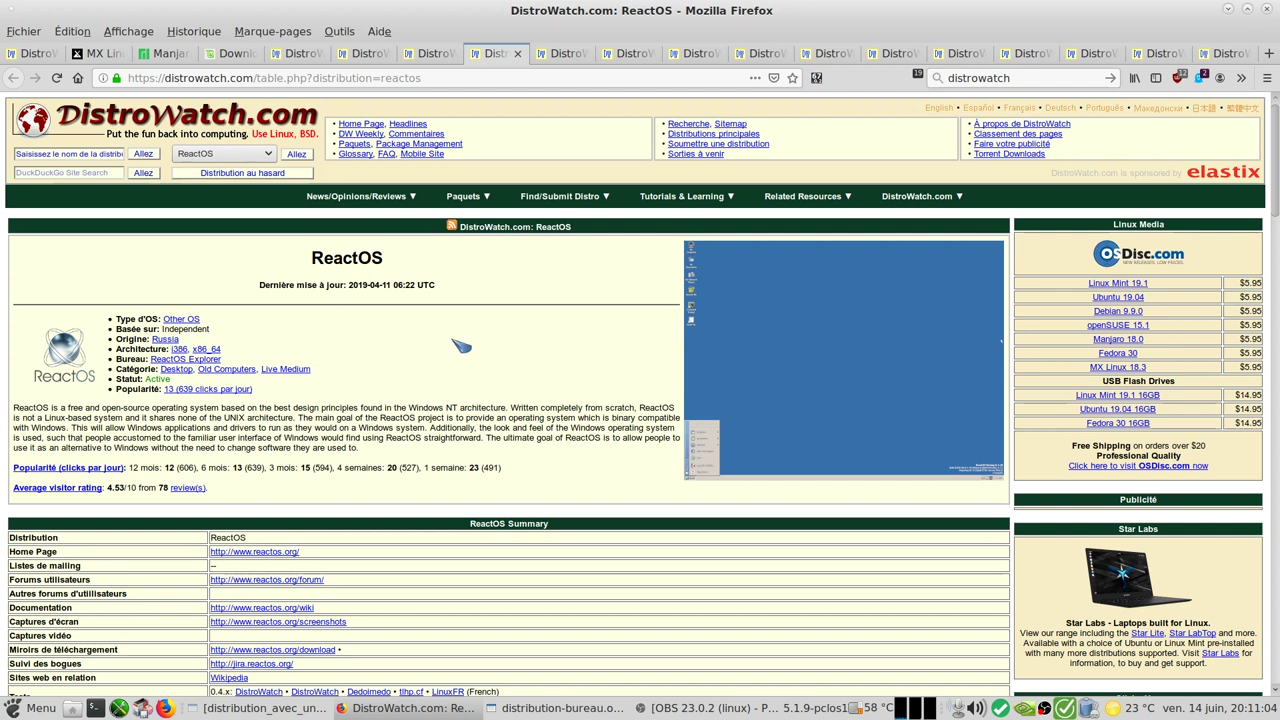 DistroWatch.com: ReactOS - Mozilla Firefox
Fichier Édition Affichage Historique Marque-pages Outils Aide
DistroW MX Lin Manjar Downlo DistroW DistroW DistroW Distr DistroW DistroW DistroW DistroW DistroW DistroW DistroW DistroW DistroW DistroW DistroW
https://distrowatch.com/table.php?distribution=reactos 19 distrowatch 12 2
DistroWatch.com
Put the fun back into computing. Use Linux, BSD.
English • Español • Français • Deutsch • Português • Македонски • 日本語 • 繁體中文
• Home Page, Headlines
• DW Weekly, Commentaires
• Paquets, Package Management
• Glossary, FAQ, Mobile Site
• Recherche, Sitemap
• Distributions principales
• Soumettre une distribution
• Sorties à venir
• À propos de DistroWatch
• Classement des pages
• Faire votre publicité
• Torrent Downloads
Saisissez le nom de la distrib Allez ReactOS Allez
DuckDuckGo Site Search Allez Distribution au hasard
DistroWatch.com is sponsored by elastix
News/Opinions/Reviews ▼ Paquets ▼ Find/Submit Distro ▼ Tutorials & Learning ▼ Related Resources ▼ DistroWatch.com ▼
DistroWatch.com: ReactOS
ReactOS
Dernière mise à jour: 2019-04-11 06:22 UTC
ReactOS
• Type d'OS: Other OS
• Basée sur: Independent
• Origine: Russia
• Architecture: i386, x86_64
• Bureau: ReactOS Explorer
• Catégorie: Desktop, Old Computers, Live Medium
• Statut: Active
• Popularité: 13 (639 clicks par jour)
ReactOS is a free and open-source operating system based on the best design principles found in the Windows NT architecture. Written completely from scratch, ReactOS
is not a Linux-based system and it shares none of the UNIX architecture. The main goal of the ReactOS project is to provide an operating system which is binary compatible
with Windows. This will allow Windows applications and drivers to run as they would on a Windows system. Additionally, the look and feel of the Windows operating system
is used, such that people accustomed to the familiar user interface of Windows would find using ReactOS straightforward. The ultimate goal of ReactOS is to allow people to
use it as an alternative to Windows without the need to change software they are used to.
Popularité (clicks par jour): 12 mois: 12 (606), 6 mois: 13 (639), 3 mois: 15 (594), 4 semaines: 20 (527), 1 semaine: 23 (491)
Average visitor rating: 4.53/10 from 78 review(s).
ReactOS Summary
Distribution ReactOS
Home Page http://www.reactos.org/
Listes de mailing --
Forums utilisateurs http://www.reactos.org/forum/
Autres forums d'utilisateurs
Documentation http://www.reactos.org/wiki
Captures d'écran http://www.reactos.org/screenshots
Captures vidéo
Miroirs de téléchargement http://www.reactos.org/download •
Suivi des bogues http://jira.reactos.org/
Sites web en relation Wikipedia
0.4.x: DistroWatch • DistroWatch • Dedoimedo • tlhp.cf • LinuxFR (French)
Linux Media
OSDisc.com
NEW RELEASES, LOW PRICES.
Linux Mint 19.1 $5.95
Ubuntu 19.04 $5.95
Debian 9.9.0 $5.95
openSUSE 15.1 $5.95
Manjaro 18.0 $5.95
Fedora 30 $5.95
MX Linux 18.3 $5.95
USB Flash Drives
Linux Mint 19.1 16GB $14.95
Ubuntu 19.04 16GB $14.95
Fedora 30 16GB $14.95
Free Shipping on orders over $20
Professional Quality
Click here to visit OSDisc.com now
Publicité
Star Labs
Star Labs - Laptops built for Linux.
View our range including the Star Lite, Star LabTop and more.
Available with a choice of Ubuntu or Linux Mint pre-installed
with many more distributions supported. Visit Star Labs for
information, to buy and get support.
Menu [distribution_avec_un... DistroWatch.com: Re... distribution-bureau.o... [OBS 23.0.2 (linux) - P... 5.1.9-pclos1 58 °C 23 °C ven. 14 juin, 20:11:04